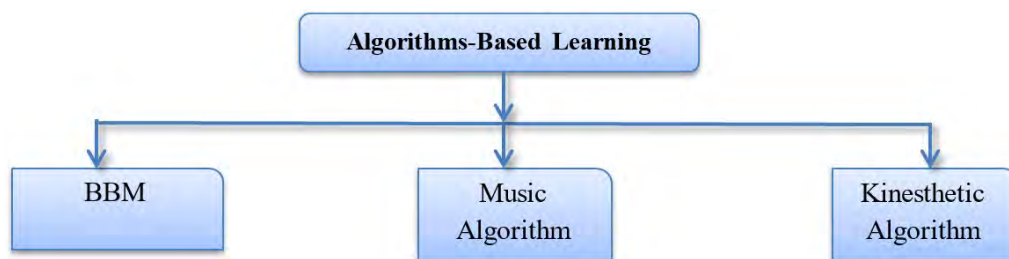 Algorithms-Based Learning
BBM
Music
Algorithm
Kinesthetic
Algorithm